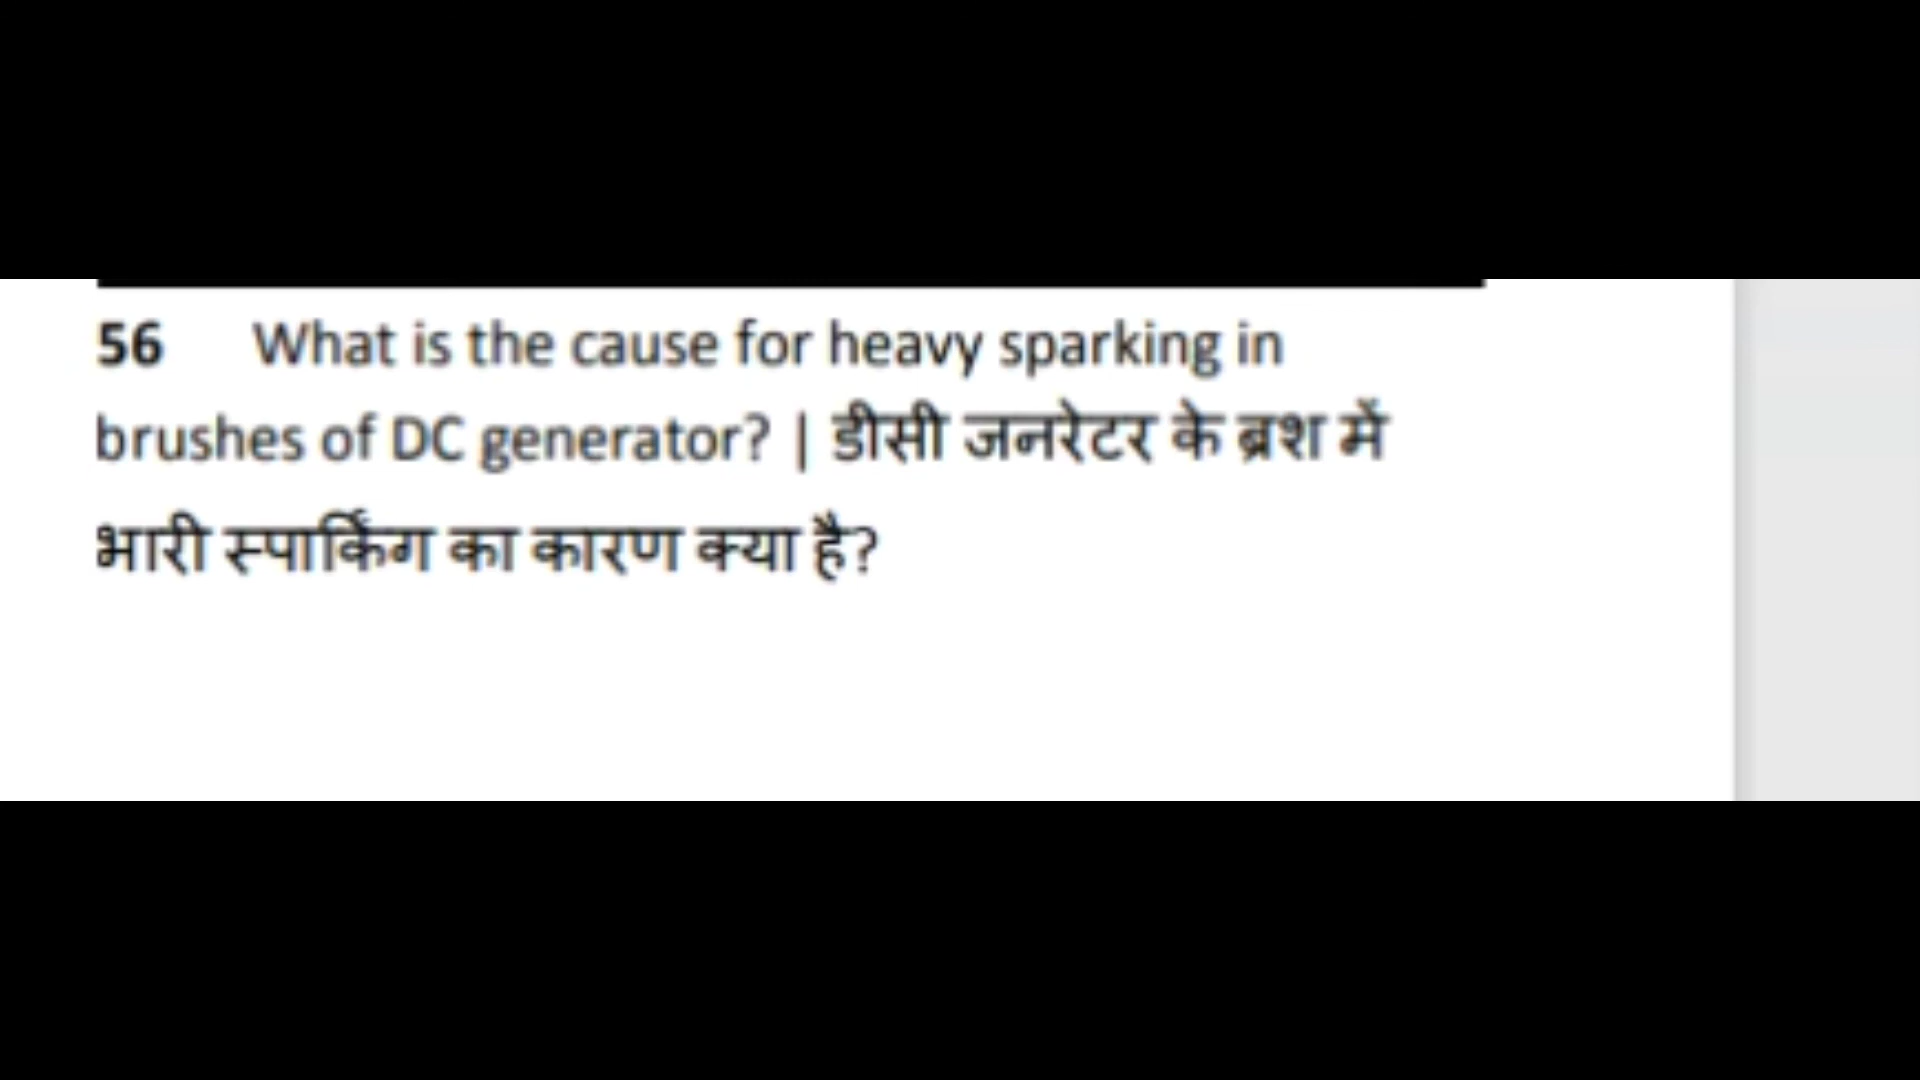 56 What is the cause for heavy sparking in
brushes of DC generator? | डीसी जनरेटर के ब्रश में
भारी स्पार्किंग का कारण क्या है?